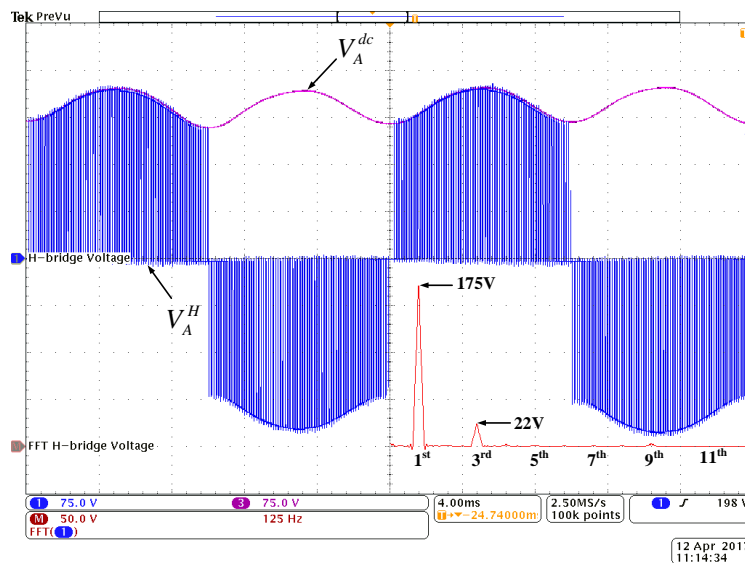 Tek PreVu
V_A^dc
1 H-bridge Voltage
V_A^H
175V
22V
M FFT H-bridge Voltage
1st 3rd 5th 7th 9th 11th
1 75.0 V 3 75.0 V
M 50.0 V 125 Hz
FFT( 1 )
4.00ms
T→▼−24.74000m
2.50MS/s
100k points
1 ∫ 198 V
12 Apr 201
11:14:34